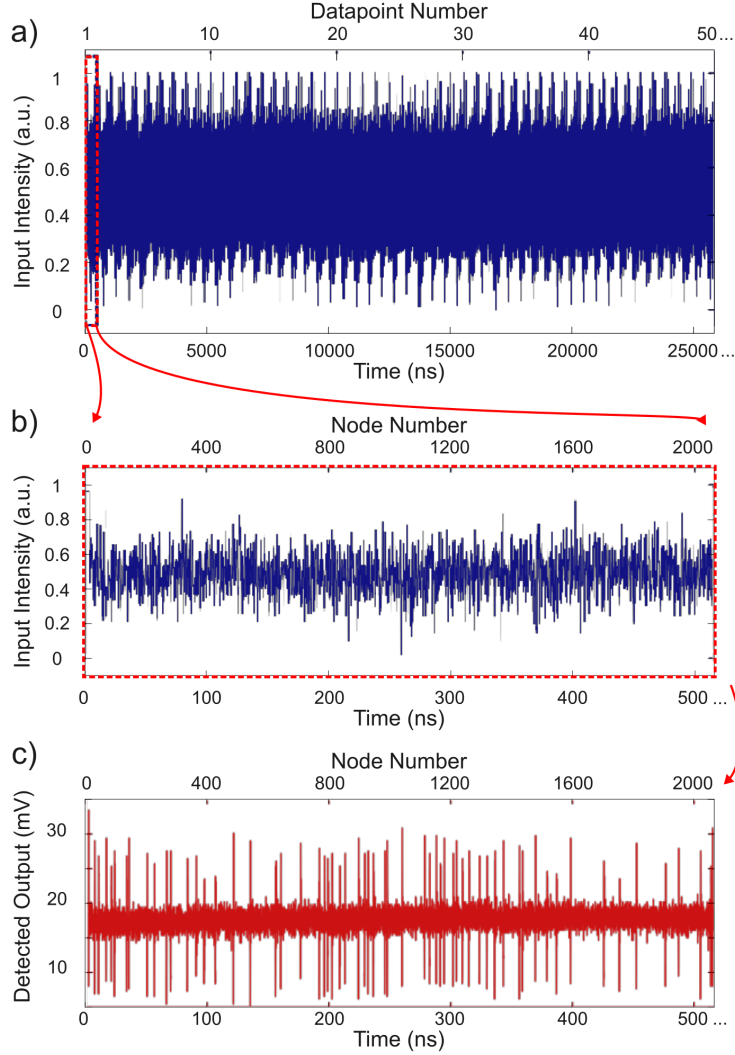 a)
Datapoint Number
1 10 20 30 40 50...
Input Intensity (a.u.)
1
0.8
0.6
0.4
0.2
0
0 5000 10000 15000 20000 25000...
Time (ns)
b)
Node Number
0 400 800 1200 1600 2000
Input Intensity (a.u.)
1
0.8
0.6
0.4
0.2
0
0 100 200 300 400 500 ...
Time (ns)
c)
Node Number
0 400 800 1200 1600 2000
Detected Output (mV)
30
20
10
0 100 200 300 400 500 ...
Time (ns)